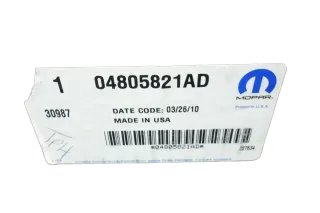 1 04805821AD
MOPAR
30987
DATE CODE: 03/26/10
MADE IN USA
*04805821AD*